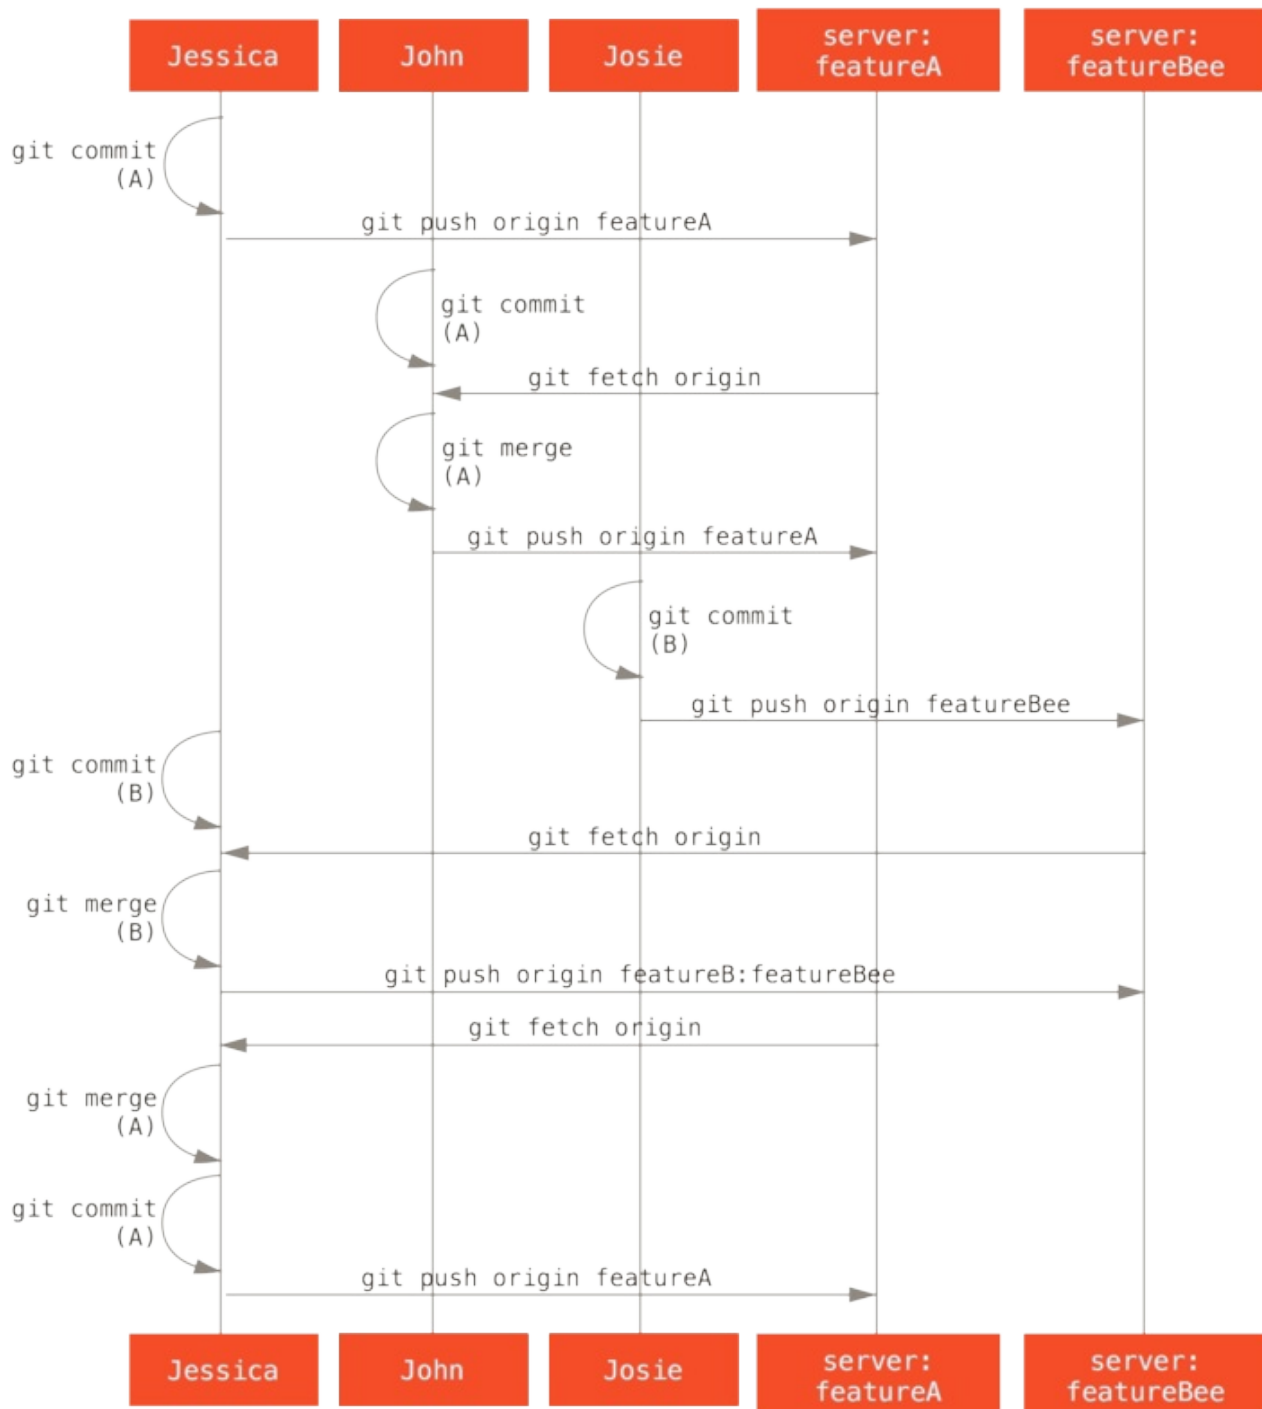 Jessica
John
Josie
server:
featureA
server:
featureBee
git commit
(A)
git push origin featureA
git commit
(A)
git fetch origin
git merge
(A)
git push origin featureA
git commit
(B)
git push origin featureBee
git commit
(B)
git fetch origin
git merge
(B)
git push origin featureB:featureBee
git fetch origin
git merge
(A)
git commit
(A)
git push origin featureA
Jessica
John
Josie
server:
featureA
server:
featureBee